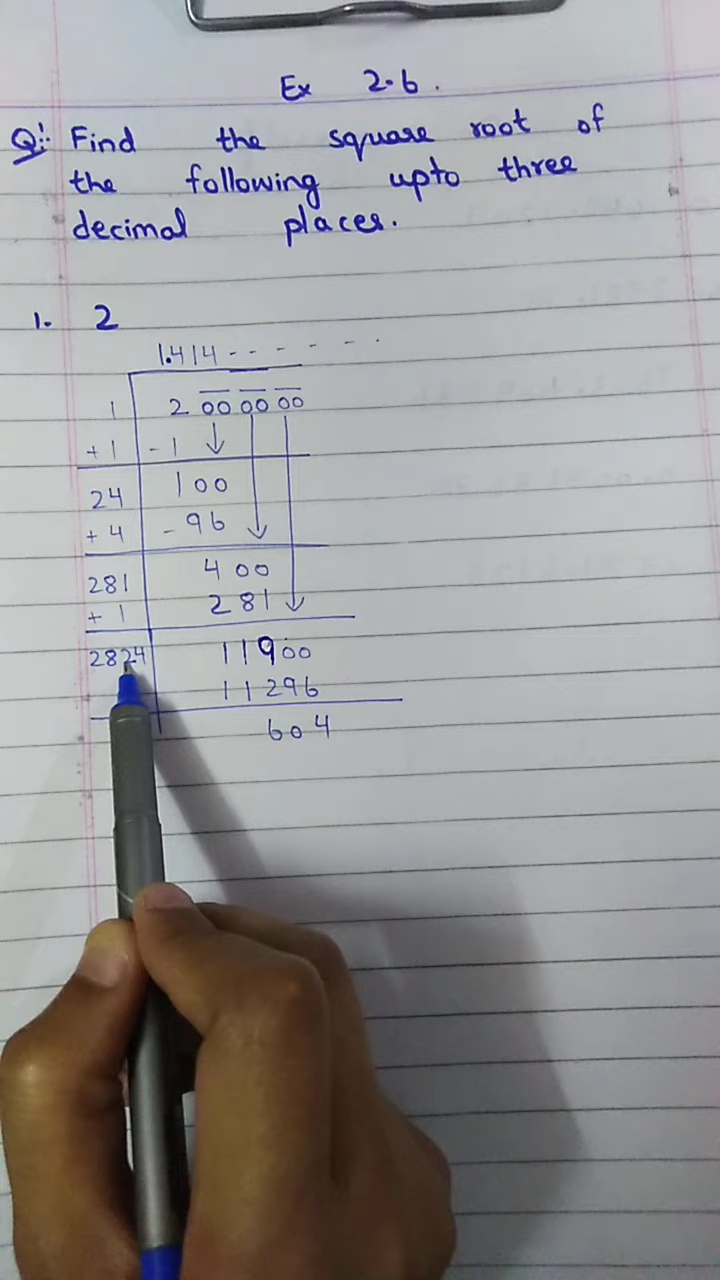 Ex 2.6.
Q1: Find the square root of
the following upto three
decimal places.
1. 2
1.414 - - - - - -
1 2 00 00 00
+ 1 - 1
24 100
+ 4 - 96
281 400
+ 1 281
2824 11900
11296
604